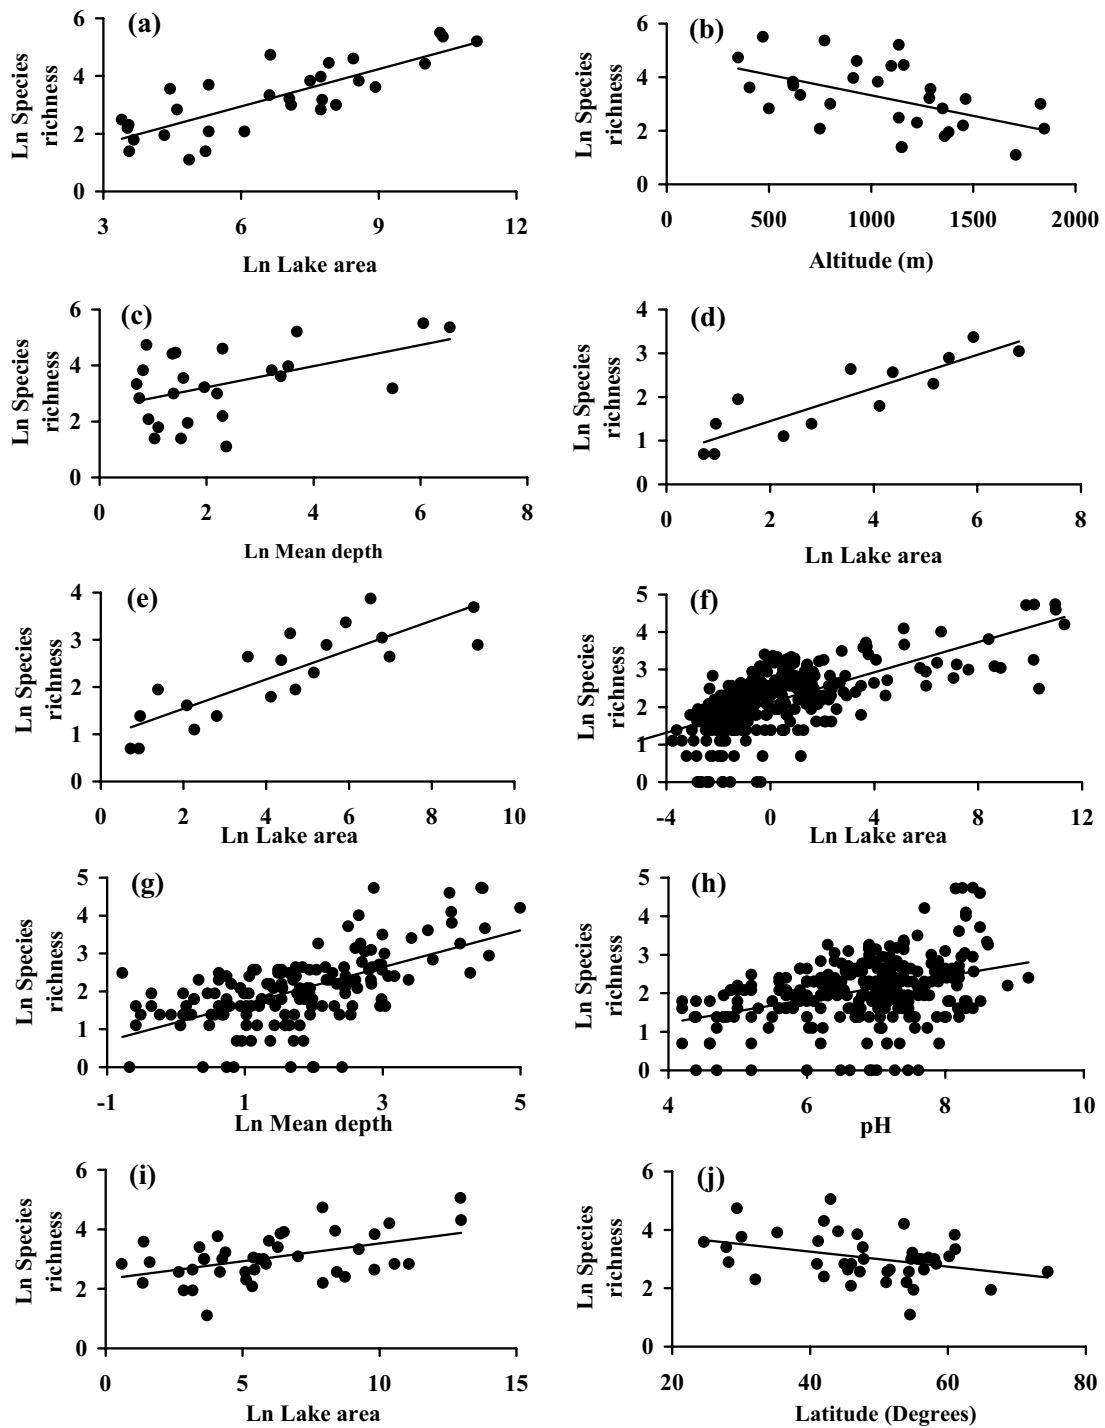 (a)
Ln Species
richness
6
4
2
0
3 6 9 12
Ln Lake area
(b)
Ln Species
richness
6
4
2
0
0 500 1000 1500 2000
Altitude (m)
(c)
Ln Species
richness
6
4
2
0
0 2 4 6 8
Ln Mean depth
(d)
Ln Species
richness
4
3
2
1
0
0 2 4 6 8
Ln Lake area
(e)
Ln Species
richness
4
3
2
1
0
0 2 4 6 8 10
Ln Lake area
(f)
Ln Species
richness
5
4
3
2
1
0
-4 0 4 8 12
Ln Lake area
(g)
Ln Species
richness
5
4
3
2
1
0
-1 1 3 5
Ln Mean depth
(h)
Ln Species
richness
5
4
3
2
1
0
4 6 8 10
pH
(i)
Ln Species
richness
6
4
2
0
0 5 10 15
Ln Lake area
(j)
Ln Species
richness
6
4
2
0
20 40 60 80
Latitude (Degrees)